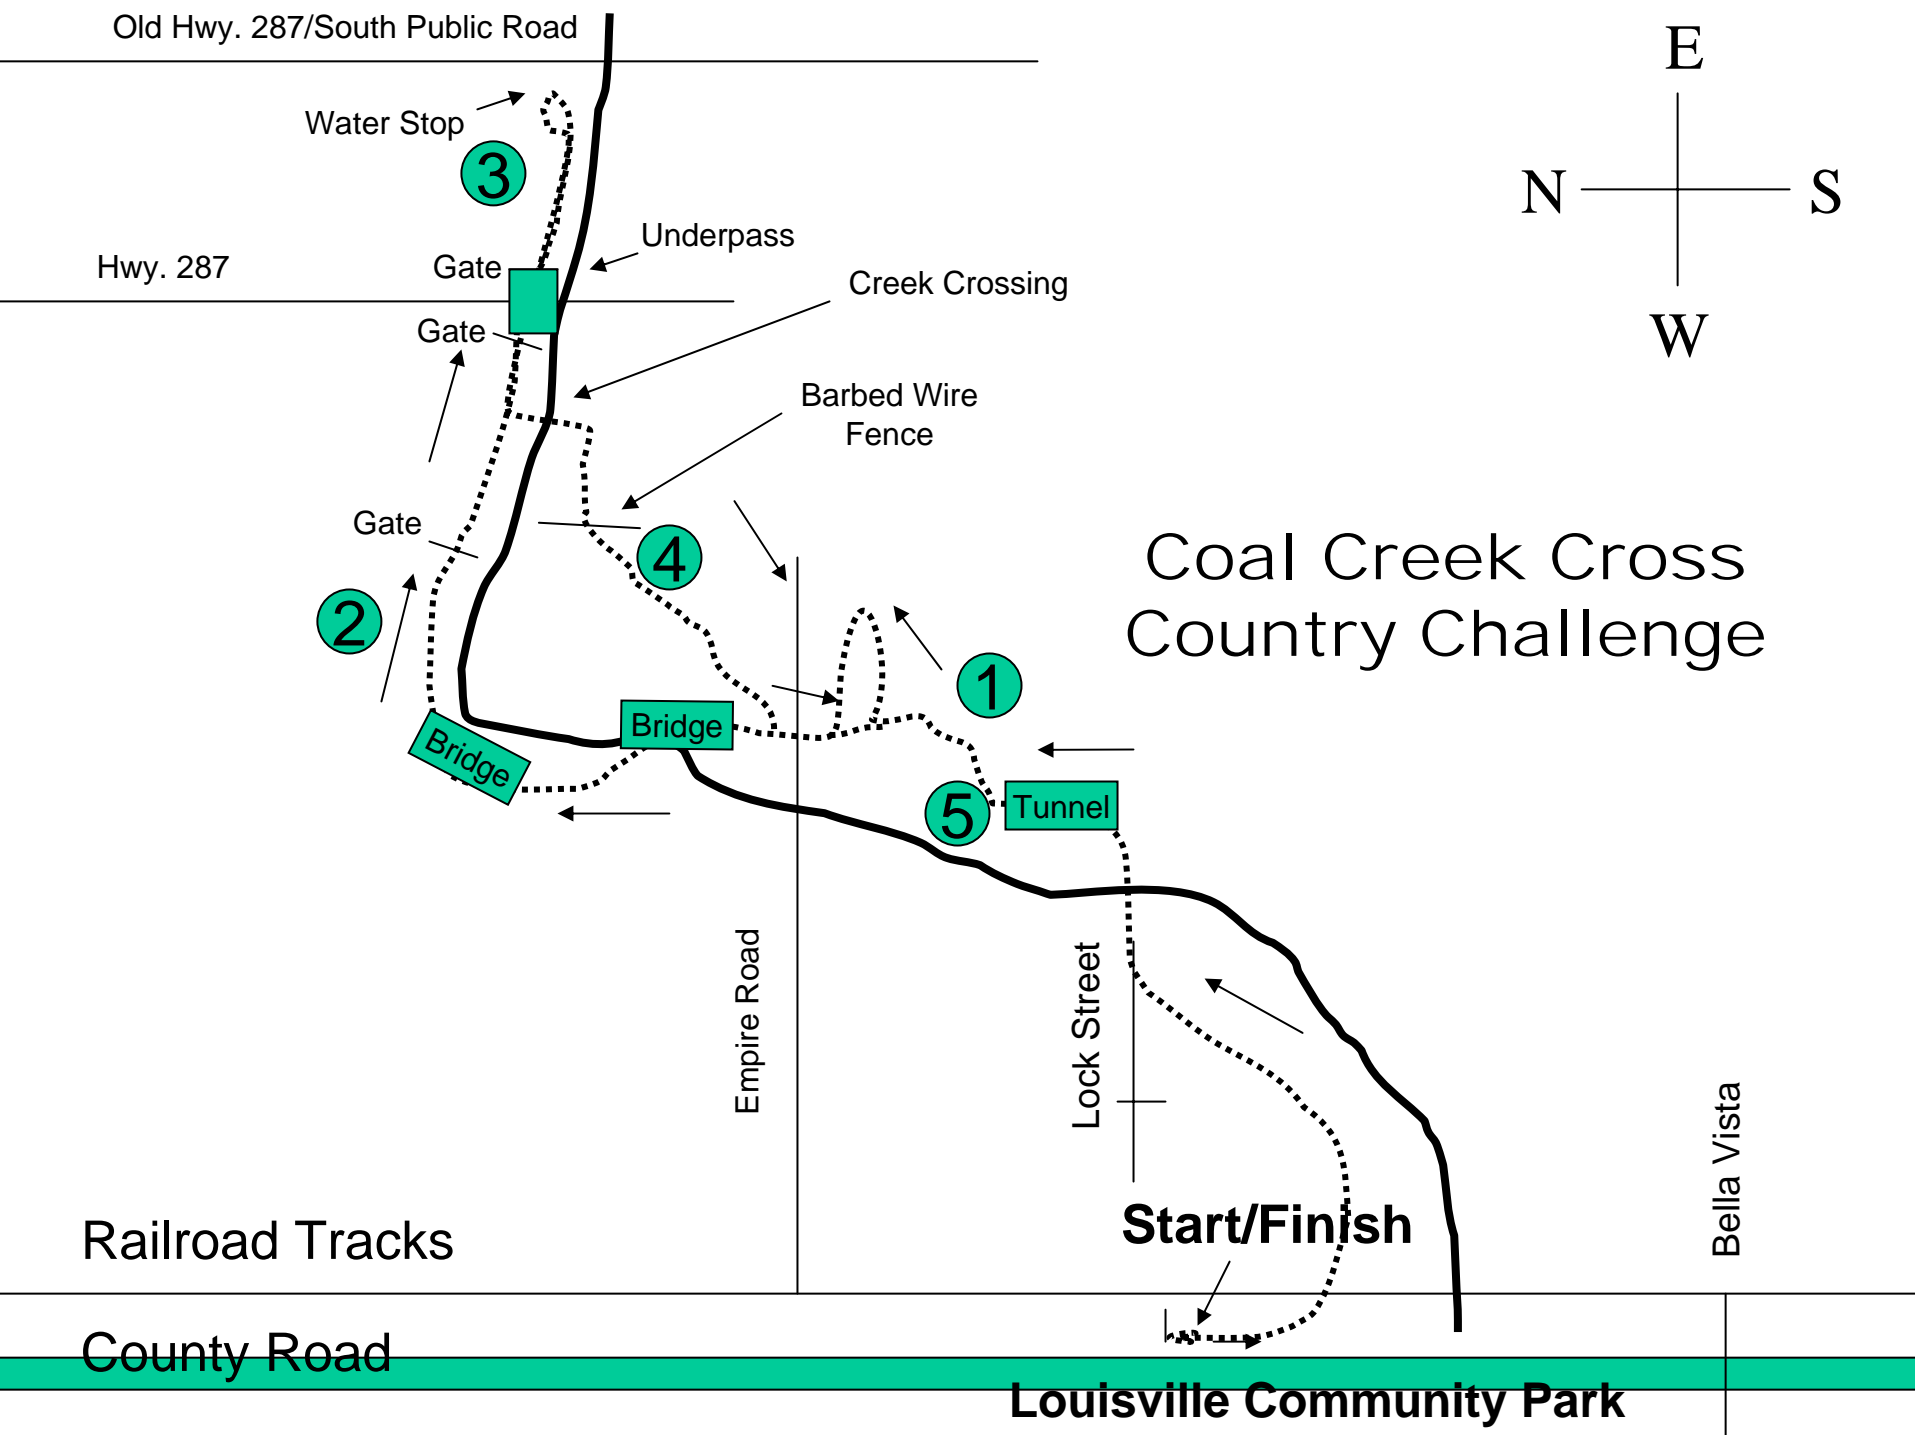 Old Hwy. 287/South Public Road
E
Water Stop
3
N
S
Underpass
Hwy. 287
Gate
Creek Crossing
Gate
W
Barbed Wire
Fence
Gate
4
Coal Creek Cross
Country Challenge
2
1
Bridge
Bridge
5
Tunnel
Empire Road
Lock Street
Bella Vista
Start/Finish
Railroad Tracks
County Road
Louisville Community Park